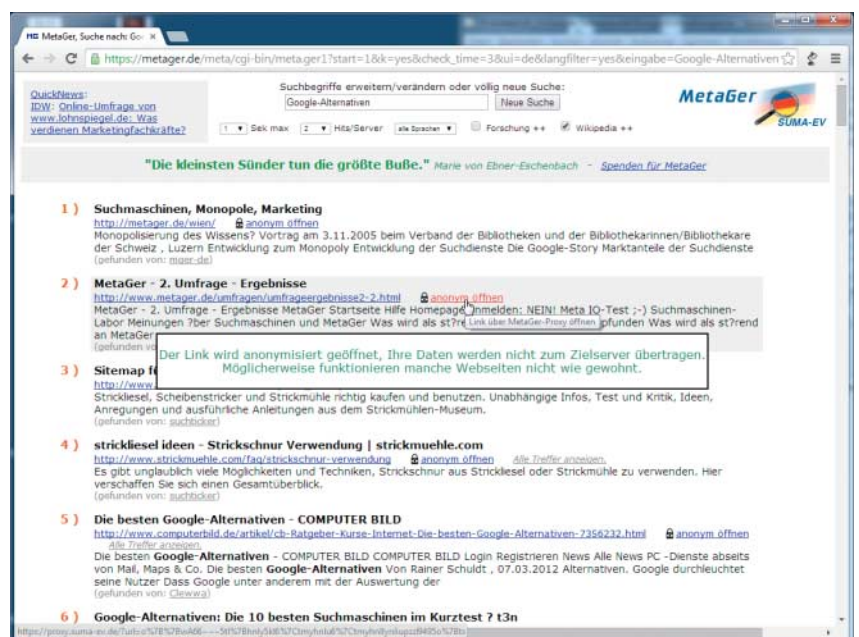 MetaGer, Suche nach: Goo
https://metager.de/meta/cgi-bin/meta.ger1?start=1&k=yes&check_time=3&ui=de&langfilter=yes&eingabe=Google-Alternativen
QuickNews:
IDW: Online-Umfrage von
www.lohnspiegel.de: Was
verdienen Marketingfachkräfte?
Suchbegriffe erweitern/verändern oder völlig neue Suche:
Google-Alternativen Neue Suche
1 Sek max 2 Hits/Server alle Sprachen Forschung ++ Wikipedia ++
MetaGer
SUMA-EV
"Die kleinsten Sünder tun die größte Buße." Marie von Ebner-Eschenbach - Spenden für MetaGer
1 ) Suchmaschinen, Monopole, Marketing
http://metager.de/wien/ anonym öffnen
Monopolisierung des Wissens? Vortrag am 3.11.2005 beim Verband der Bibliotheken und der Bibliothekarinnen/Bibliothekare
der Schweiz , Luzern Entwicklung zum Monopoly Entwicklung der Suchdienste Die Google-Story Marktanteile der Suchdienste
(gefunden von: mger-de)
2 ) MetaGer - 2. Umfrage - Ergebnisse
http://www.metager.de/umfragen/umfrageergebnisse2-2.html anonym öffnen
MetaGer - 2. Umfrage - Ergebnisse MetaGer Startseite Hilfe Homepage nmelden: NEIN! Meta IQ-Test ;-) Suchmaschinen-
Labor Meinungen ?ber Suchmaschinen und MetaGer Was wird als st?re Link über MetaGer-Proxy öffnen pfunden Was wird als st?rend
an MetaGer
(gefunden vo
Der Link wird anonymisiert geöffnet, Ihre Daten werden nicht zum Zielserver übertragen.
Möglicherweise funktionieren manche Webseiten nicht wie gewohnt.
3 ) Sitemap f
http://www.
Strickliesel, Scheibenstricker und Strickmühle richtig kaufen und benutzen. Unabhängige Infos, Test und Kritik, Ideen,
Anregungen und ausführliche Anleitungen aus dem Strickmühlen-Museum.
(gefunden von: suchticker)
4 ) strickliesel ideen - Strickschnur Verwendung | strickmuehle.com
http://www.strickmuehle.com/faq/strickschnur-verwendung anonym öffnen Alle Treffer anzeigen.
Es gibt unglaublich viele Möglichkeiten und Techniken, Strickschnur aus Strickliesel oder Strickmühle zu verwenden. Hier
verschaffen Sie sich einen Gesamtüberblick.
(gefunden von: suchticker)
5 ) Die besten Google-Alternativen - COMPUTER BILD
http://www.computerbild.de/artikel/cb-Ratgeber-Kurse-Internet-Die-besten-Google-Alternativen-7356232.html anonym öffnen
Alle Treffer anzeigen.
Die besten Google-Alternativen - COMPUTER BILD COMPUTER BILD Login Registrieren News Alle News PC -Dienste abseits
von Mail, Maps & Co. Die besten Google-Alternativen Von Rainer Schuldt , 07.03.2012 Alternativen. Google durchleuchtet
seine Nutzer Dass Google unter anderem mit der Auswertung der
(gefunden von: Clewwa)
6 ) Google-Alternativen: Die 10 besten Suchmaschinen im Kurztest ? t3n